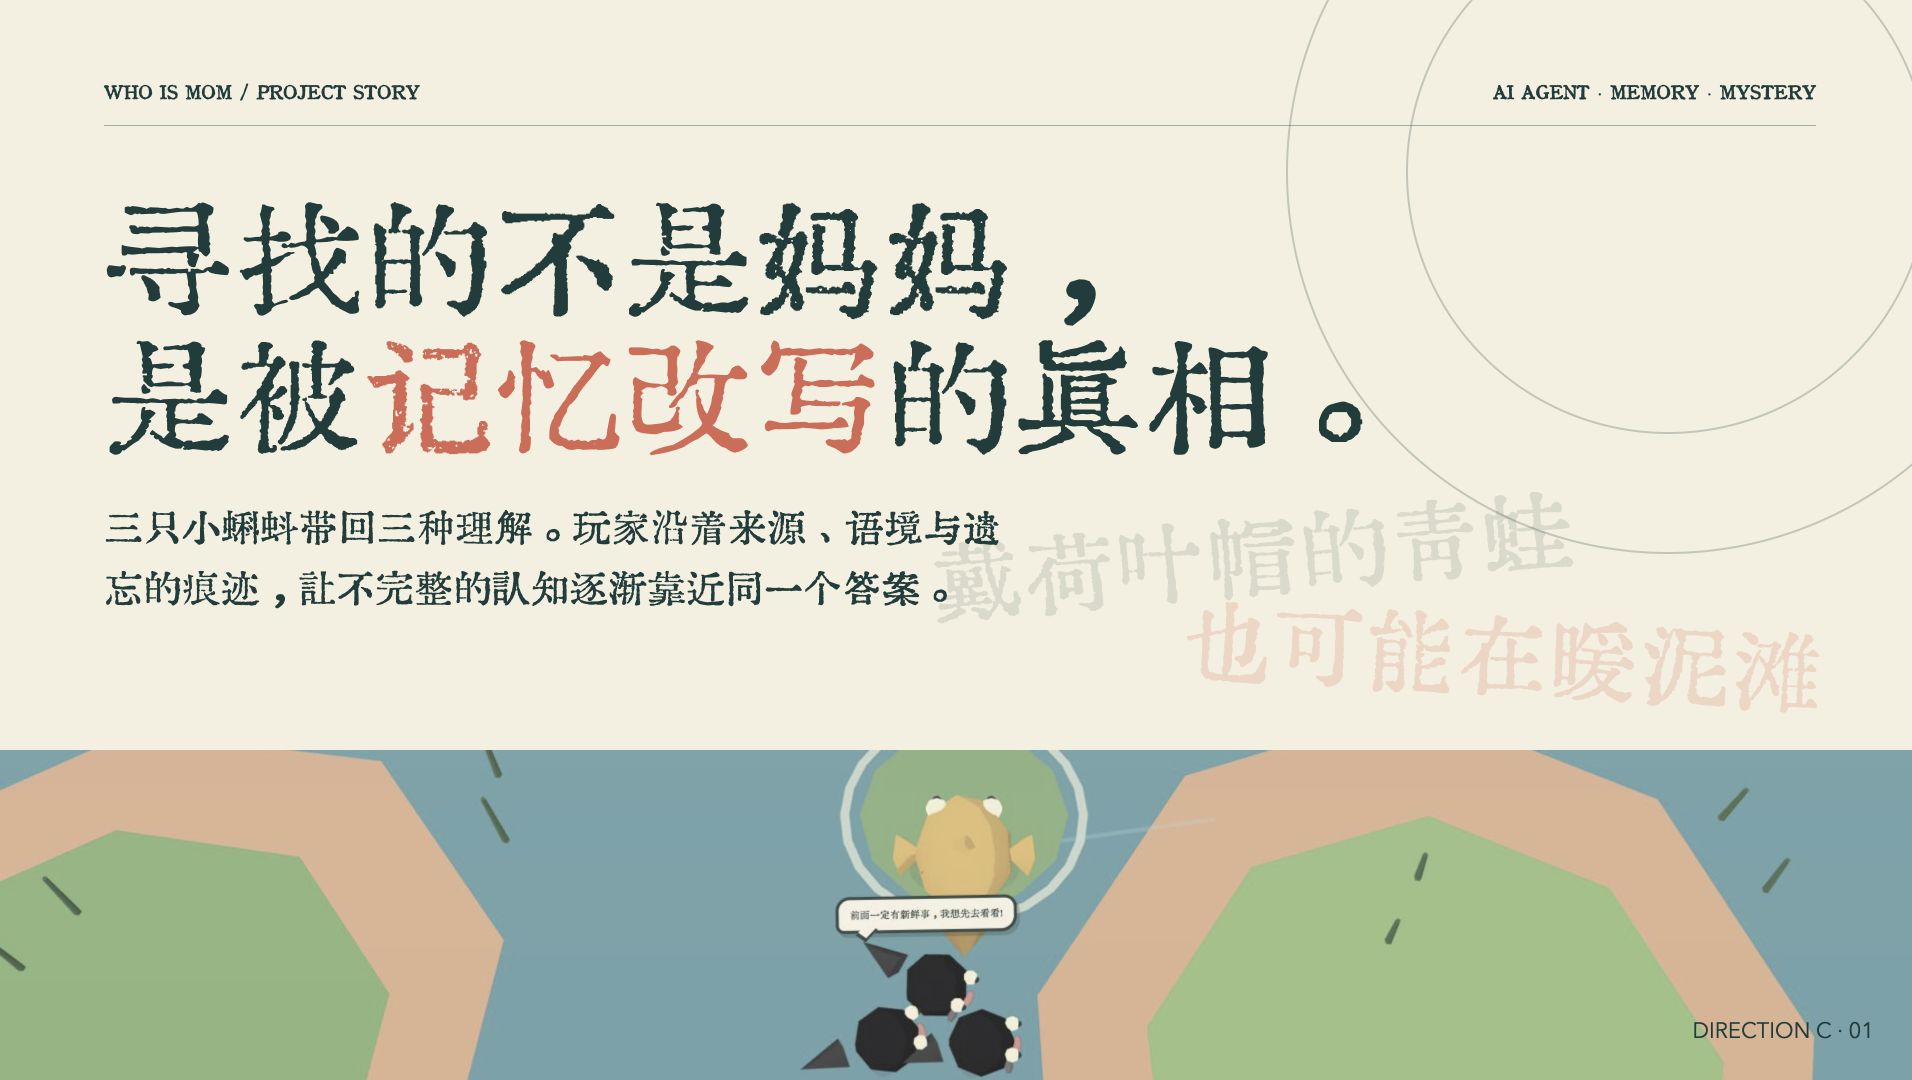 WHO IS MOM / PROJECT STORY
AI AGENT · MEMORY · MYSTERY
寻找的不是妈妈，
是被记忆改写的眞相。
三只小蝌蚪带回三种理解。玩家沿着来源、语境与遗
忘的痕迹，註不完整的認知逐渐靠近同一个答案。
戴荷叶帽的青蛙
也可能在暖泥滩
前面一定有新鲜事，我想先去看看!
DIRECTION C · 01